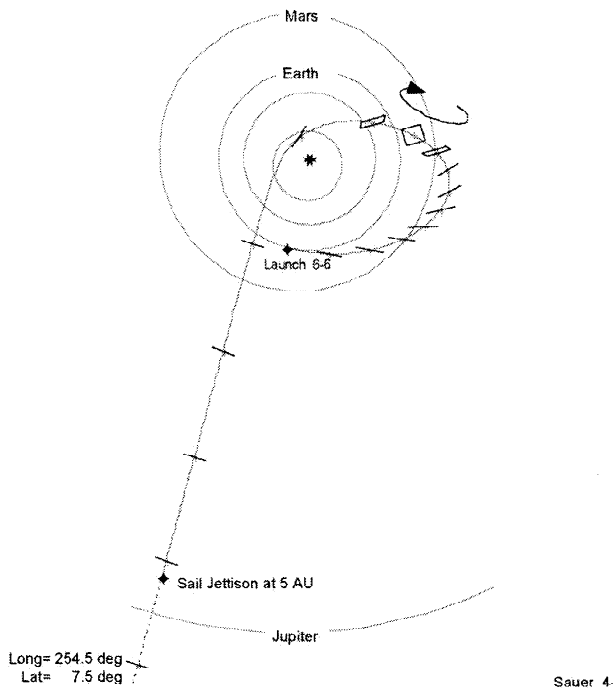 Mars
Earth
Launch 6-6
Sail Jettison at 5 AU
Jupiter
Long= 254.5 deg
Lat= 7.5 deg
Sauer 4